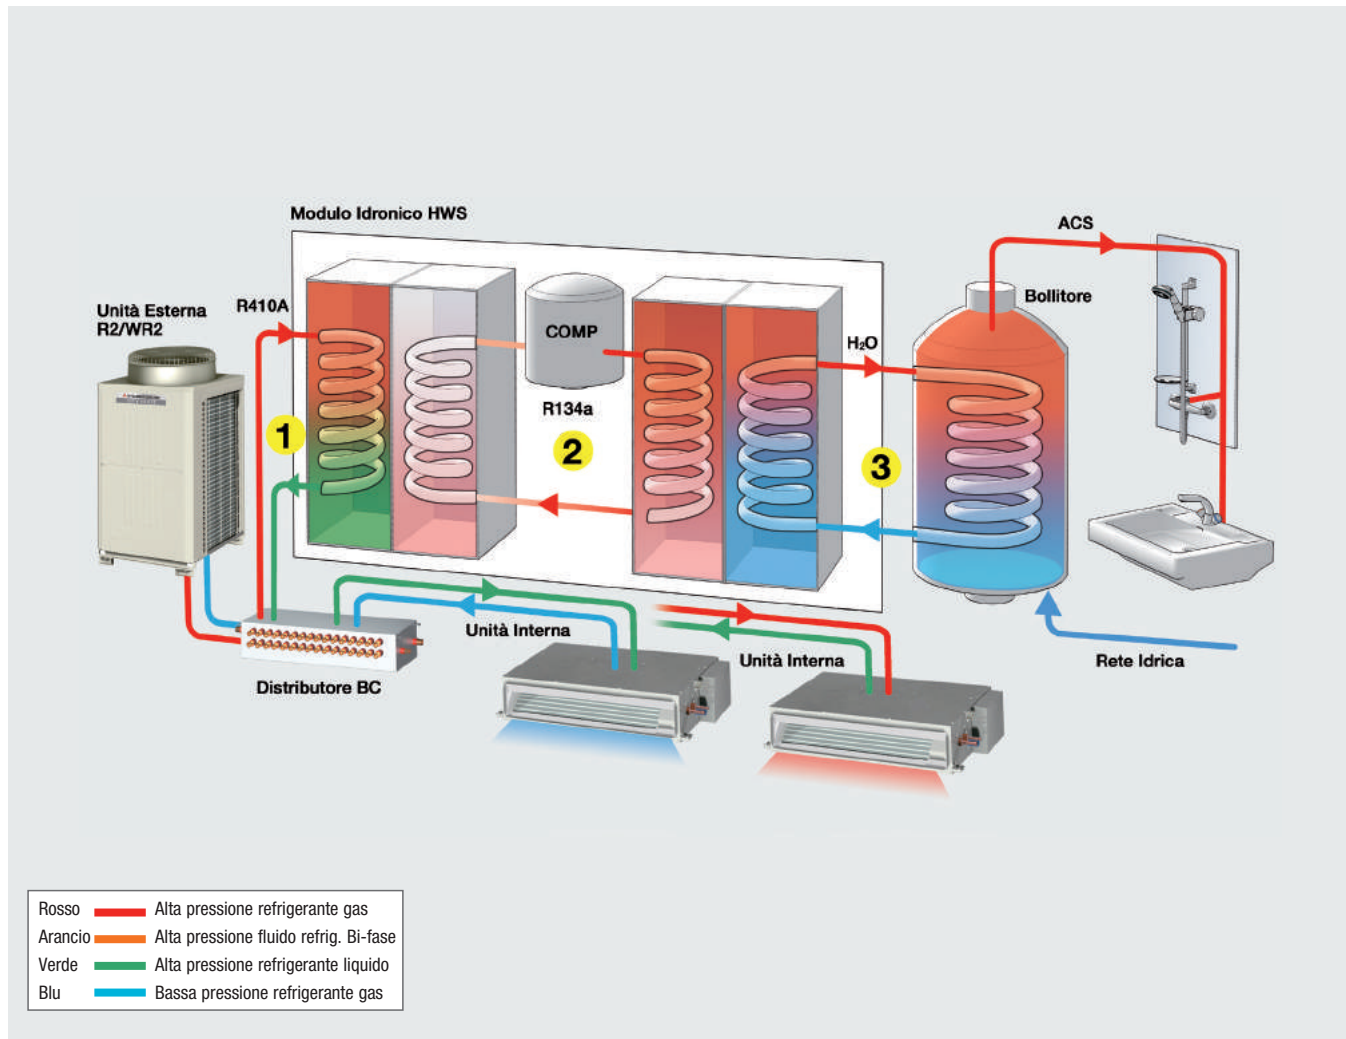 Modulo Idronico HWS
ACS
Unità Esterna
R2/WR2
R410A
Bollitore
COMP
H₂O
R134a
1
2
3
Unità Interna
Unità Interna
Rete Idrica
Distributore BC
Rosso Alta pressione refrigerante gas
Arancio Alta pressione fluido refrig. Bi-fase
Verde Alta pressione refrigerante liquido
Blu Bassa pressione refrigerante gas